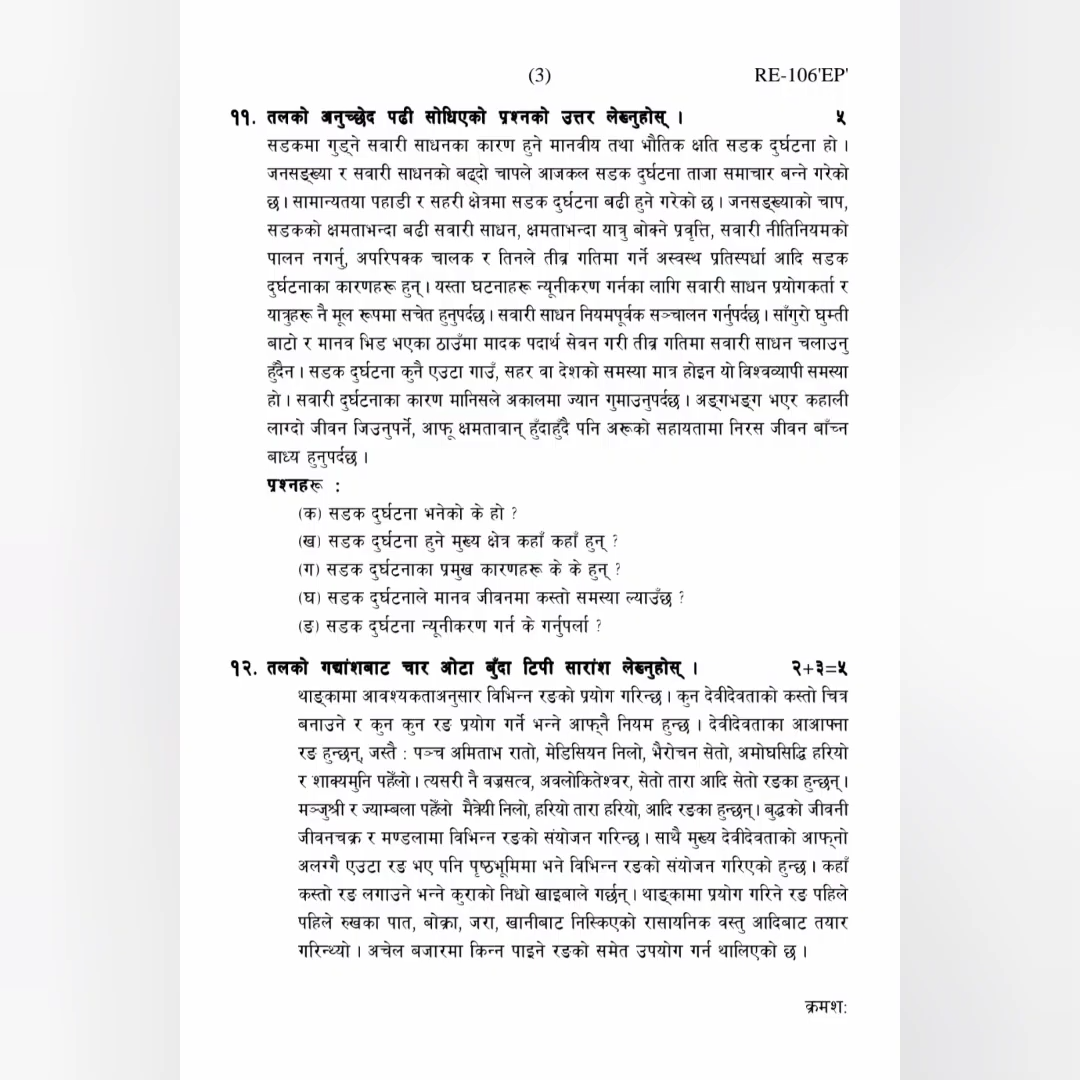 (3) RE-106'EP'
११. तलको अनुच्छेद पढी सोधिएको प्रश्नको उत्तर लेख्नुहोस् । ५
सडकमा गुड्ने सवारी साधनका कारण हुने मानवीय तथा भौतिक क्षति सडक दुर्घटना हो ।
जनसङ्ख्या र सवारी साधनको बढ्दो चापले आजकल सडक दुर्घटना ताजा समाचार बन्ने गरेको
छ । सामान्यतया पहाडी र सहरी क्षेत्रमा सडक दुर्घटना बढी हुने गरेको छ । जनसङ्ख्याको चाप,
सडकको क्षमताभन्दा बढी सवारी साधन, क्षमताभन्दा यात्रु बोक्ने प्रवृत्ति, सवारी नीतिनियमको
पालन नगर्नु, अपरिपक्क चालक र तिनले तीब्र गतिमा गर्ने अस्वस्थ प्रतिस्पर्धा आदि सडक
दुर्घटनाका कारणहरू हुन् । यस्ता घटनाहरू न्यूनीकरण गर्नका लागि सवारी साधन प्रयोगकर्ता र
यात्रुहरू नै मूल रूपमा सचेत हुनुपर्दछ । सवारी साधन नियमपूर्वक सञ्चालन गर्नुपर्दछ । साँगुरो घुम्ती
बाटो र मानव भिड भएका ठाउँमा मादक पदार्थ सेवन गरी तीव्र गतिमा सवारी साधन चलाउनु
हुँदैन । सडक दुर्घटना कुनै एउटा गाउँ, सहर वा देशको समस्या मात्र होइन यो विश्वव्यापी समस्या
हो । सवारी दुर्घटनाका कारण मानिसले अकालमा ज्यान गुमाउनुपर्दछ । अङ्गभङ्ग भएर कहाली
लाग्दो जीवन जिउनुपर्ने, आफू क्षमतावान् हुँदाहुँदै पनि अरूको सहायतामा निरस जीवन बाँच्न
बाध्य हुनुपर्दछ ।
प्रश्नहरू :
(क) सडक दुर्घटना भनेको के हो ?
(ख) सडक दुर्घटना हुने मुख्य क्षेत्र कहाँ कहाँ हुन् ?
(ग) सडक दुर्घटनाका प्रमुख कारणहरू के के हुन् ?
(घ) सडक दुर्घटनाले मानव जीवनमा कस्तो समस्या ल्याउँछ ?
(ङ) सडक दुर्घटना न्यूनीकरण गर्न के गर्नुपर्ला ?
१२. तलको गद्यांशबाट चार ओटा बुँदा टिपी सारांश लेख्नुहोस् । २+३=५
थाङ्कामा आवश्यकताअनुसार विभिन्न रङको प्रयोग गरिन्छ । कुन देवीदेवताको कस्तो चित्र
बनाउने र कुन कुन रङ प्रयोग गर्ने भन्ने आफ्नै नियम हुन्छ । देवीदेवताका आआफ्ना
रङ हुन्छन्, जस्तै : पञ्च अमिताभ रातो, मेडिसियन निलो, भैरोचन सेतो, अमोघसिद्धि हरियो
र शाक्यमुनि पहेँलो । त्यसरी नै वज्रसत्व, अवलोकितेश्वर, सेतो तारा आदि सेतो रङका हुन्छन् ।
मञ्जुश्री र ज्याम्बला पहेँलो मैत्रेयी निलो, हरियो तारा हरियो, आदि रङका हुन्छन् । बुद्धको जीवनी
जीवनचक्र र मण्डलामा विभिन्न रङको संयोजन गरिन्छ । साथै मुख्य देवीदेवताको आफ्नो
अलग्गै एउटा रङ भए पनि पृष्ठभूमिमा भने विभिन्न रङको संयोजन गरिएको हुन्छ । कहाँ
कस्तो रङ लगाउने भन्ने कुराको निधो खाइबाले गर्छन् । थाङ्कामा प्रयोग गरिने रङ पहिले
पहिले रुखका पात, बोक्रा, जरा, खानीबाट निस्किएको रासायनिक वस्तु आदिबाट तयार
गरिन्थ्यो । अचेल बजारमा किन्न पाइने रङको समेत उपयोग गर्न थालिएको छ ।
क्रमश: